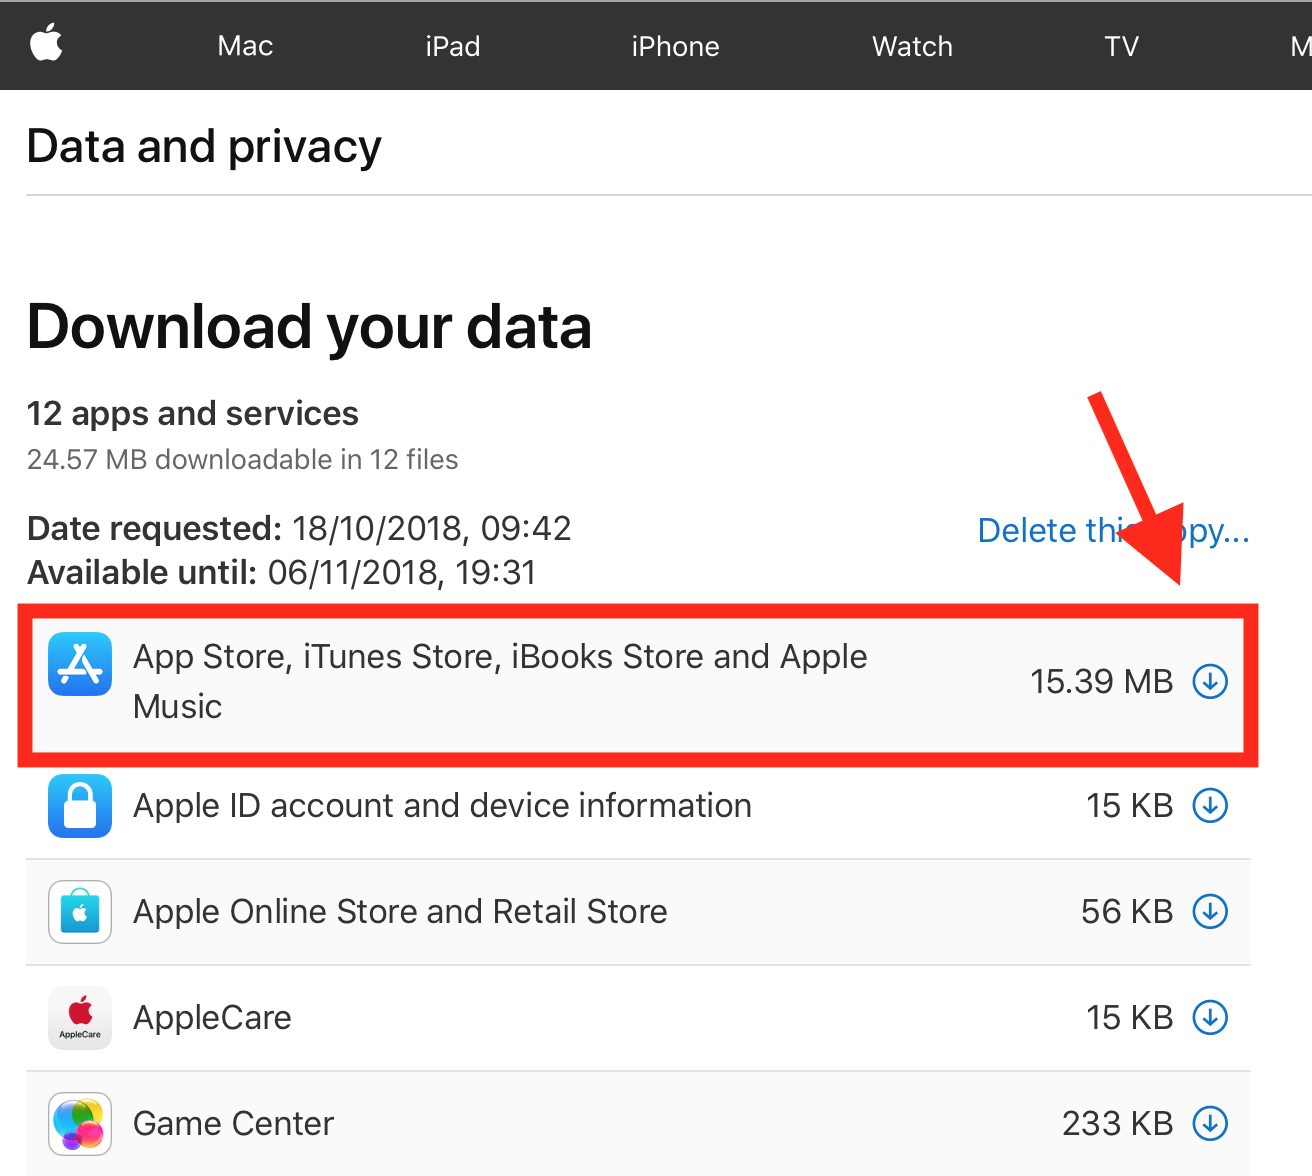 Mac iPad iPhone Watch TV M
Data and privacy
Download your data
12 apps and services
24.57 MB downloadable in 12 files
Date requested: 18/10/2018, 09:42
Delete this opy...
Available until: 06/11/2018, 19:31
App Store, iTunes Store, iBooks Store and Apple
Music
15.39 MB
Apple ID account and device information 15 KB
Apple Online Store and Retail Store 56 KB
AppleCare
AppleCare 15 KB
Game Center 233 KB